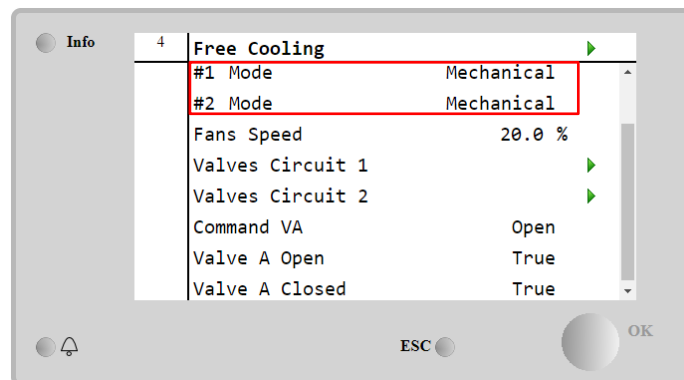 Info
4 Free Cooling
#1 Mode Mechanical
#2 Mode Mechanical
Fans Speed 20.0 %
Valves Circuit 1
Valves Circuit 2
Command VA Open
Valve A Open True
Valve A Closed True
OK
ESC